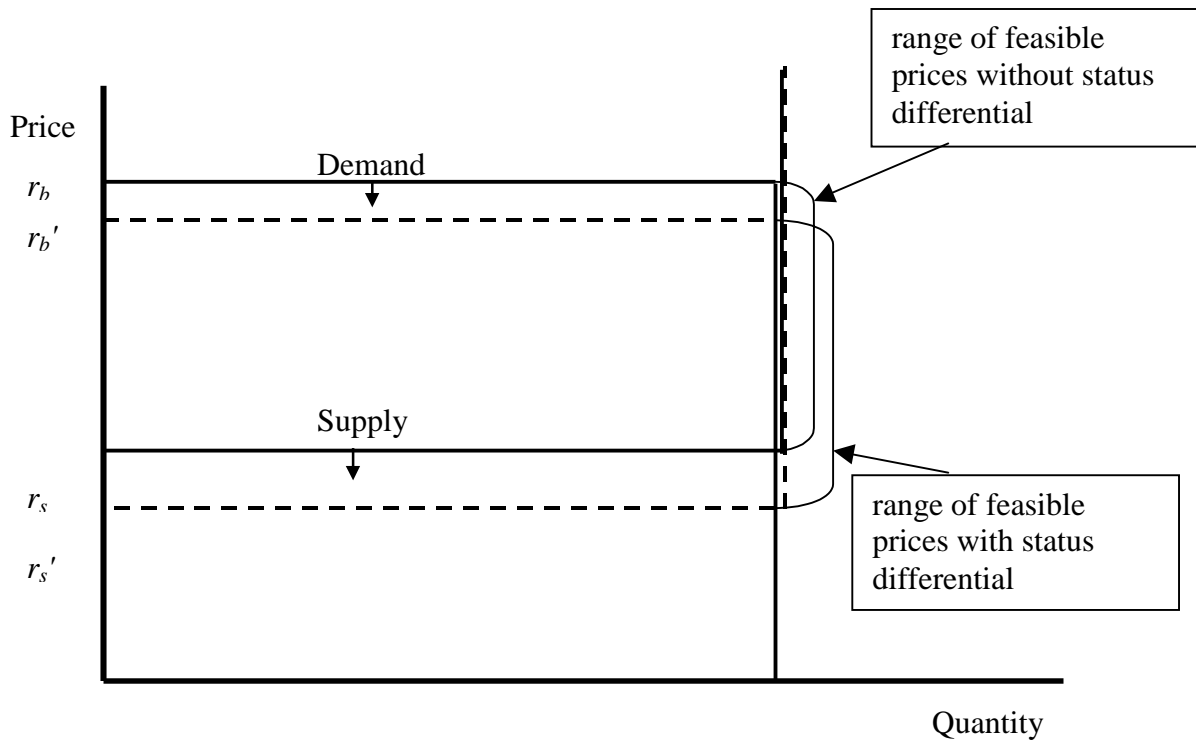 range of feasible
prices without status
differential
Price
Demand
r_b
r_b'
Supply
r_s
range of feasible
prices with status
differential
r_s'
Quantity